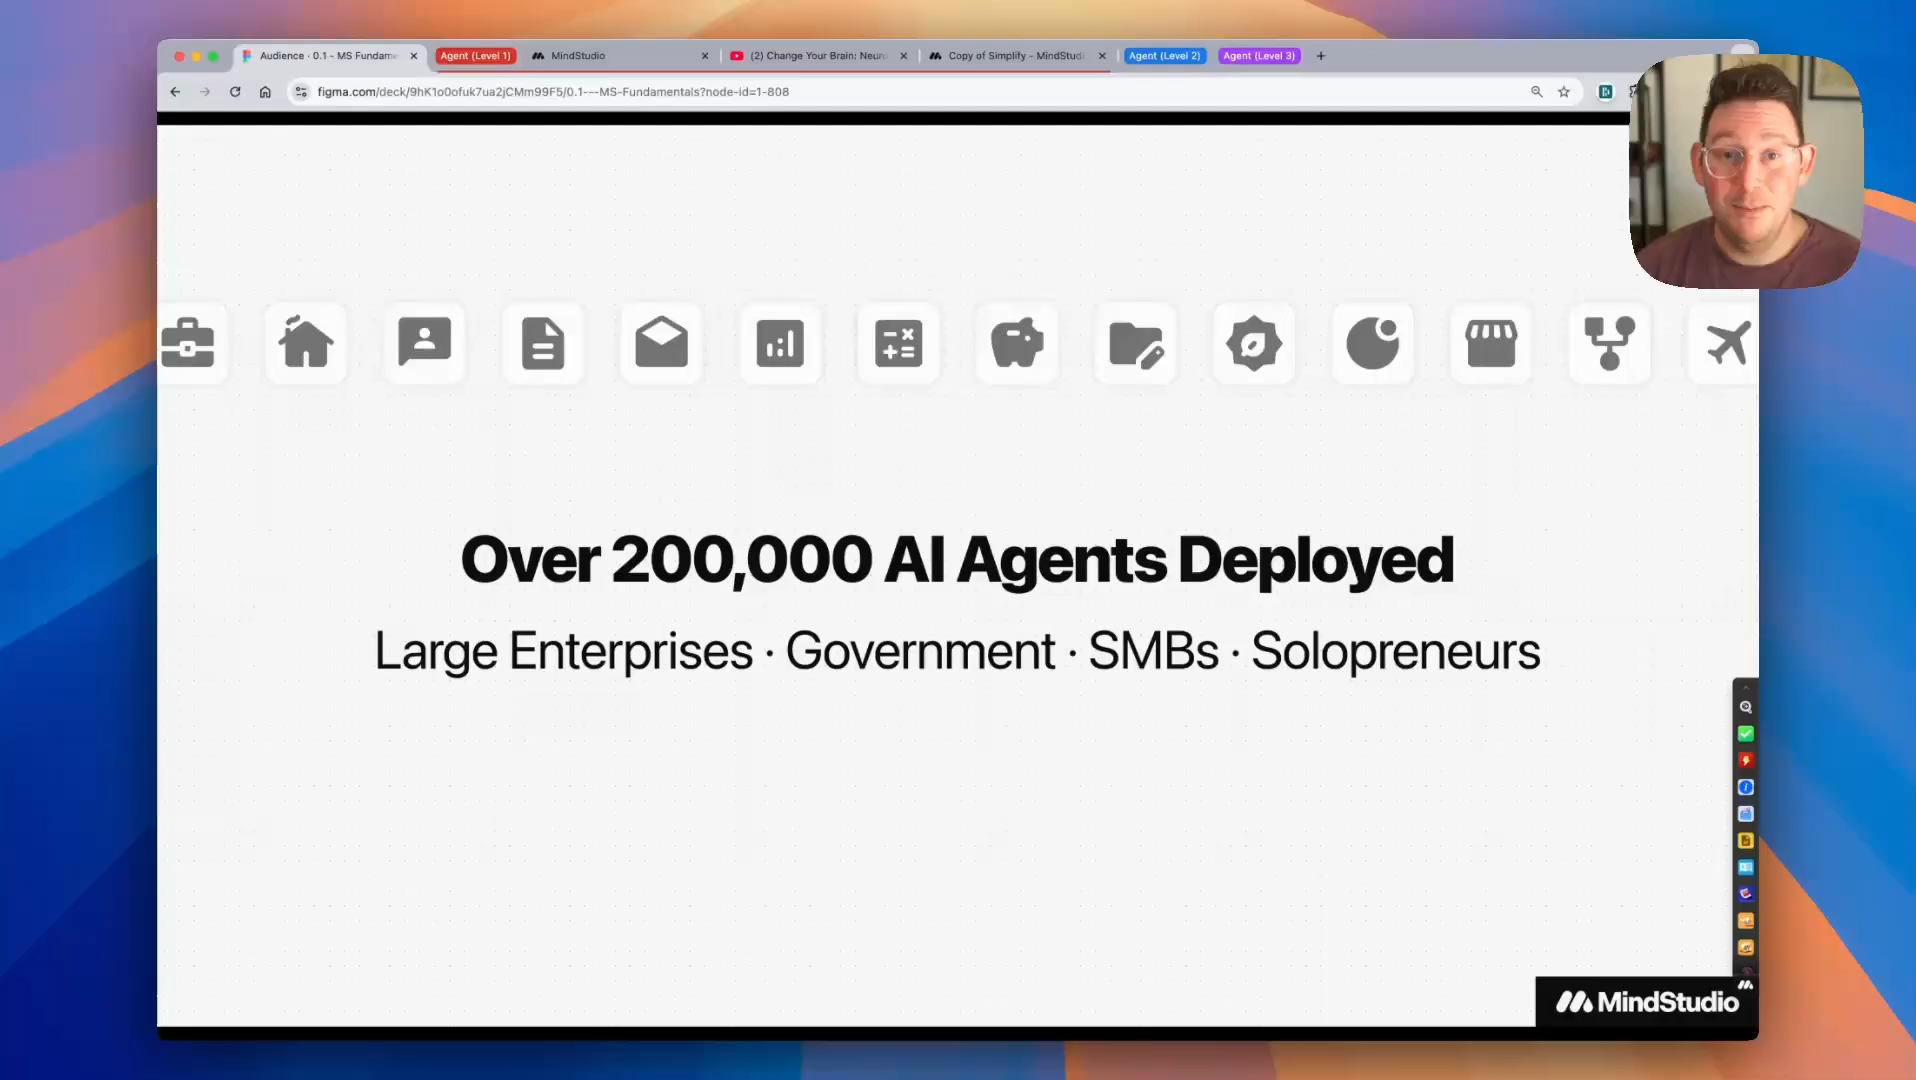 Audience · 0.1 - MS Fundame
Agent (Level 1)
MindStudio
(2) Change Your Brain: Neuro
Copy of Simplify - MindStudi
Agent (Level 2)
Agent (Level 3)
figma.com/deck/9hK1o0ofuk7ua2jCMm99F5/0.1---MS-Fundamentals?node-id=1-808
Over 200,000 AI Agents Deployed
Large Enterprises · Government · SMBs · Solopreneurs
MindStudio